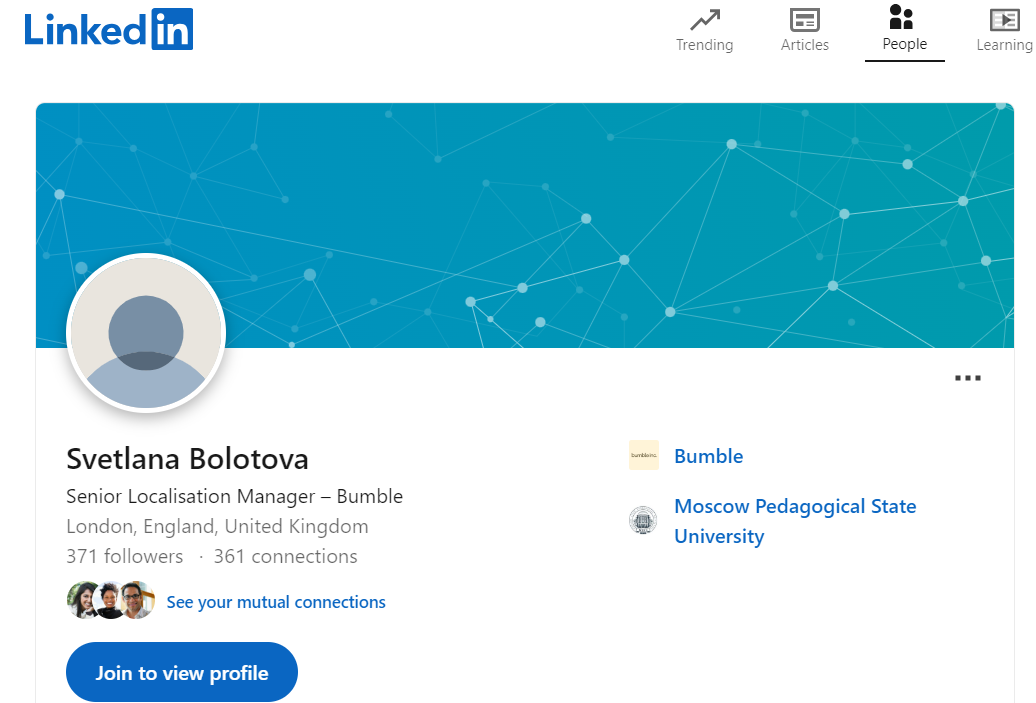 LinkedIn
Trending
Articles
People
Learning
Svetlana Bolotova
Senior Localisation Manager – Bumble
London, England, United Kingdom
371 followers · 361 connections
See your mutual connections
Join to view profile
bumble inc.
Bumble
Moscow Pedagogical State
University